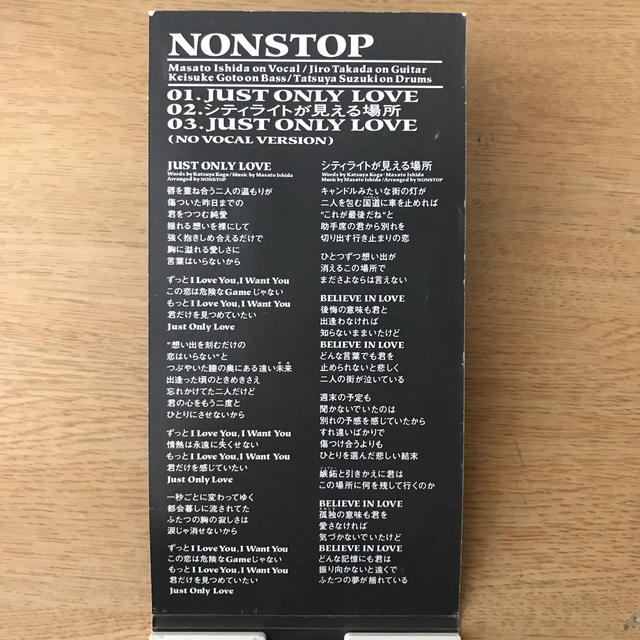 NONSTOP
Masato Ishida on Vocal / Jiro Takada on Guitar
Keisuke Goto on Bass / Tatsuya Suzuki on Drums
01. JUST ONLY LOVE
02. シティライトが見える場所
03. JUST ONLY LOVE
(NO VOCAL VERSION)
JUST ONLY LOVE
Words by Katsuya Koga/Music by Masato Ishida
Arranged by NONSTOP
唇を重ね合う二人の温もりが
傷ついた昨日までの
君をつつむ純愛
揺れる想いを裸にして
強く抱きしめ合えるだけで
胸に溢れる愛しさに
言葉はいらないから
ずっと I Love You, I Want You
この恋は危険なGameじゃない
もっと I Love You, I Want You
君だけを見つめていたい
Just Only Love
"想い出を刻むだけの
恋はいらない"と
つぶやいた瞳の奥にある遠い未来
出逢った頃のときめきさえ
忘れかけてた二人だけど
君の心をもう二度と
ひとりにさせないから
ずっと I Love You, I Want You
情熱は永遠に失くせない
もっと I Love You, I Want You
君だけを感じていたい
Just Only Love
一秒ごとに変わってゆく
都会暮しに流されてた
ふたつの胸の寂しさは
涙じゃ消せないから
ずっと I Love You, I Want You
この恋は危険なGameじゃない
もっと I Love You, I Want You
君だけを見つめていたい
Just Only Love
シティライトが見える場所
Words by Katsuya Koga・Masato Ishida
Music by Masato Ishida/Arranged by NONSTOP
キャンドルみたいな街の灯が
二人を包む国道に車を止めれば
"これが最後だね"と
助手席の君から別れを
切り出す行き止まりの恋
ひとつずつ想い出が
消えるこの場所で
まださよならは言えない
BELIEVE IN LOVE
後悔の意味も君と
出逢わなければ
知らないままいたけど
BELIEVE IN LOVE
どんな言葉でも君を
止められないと悲しく
二人の街が泣いている
週末の予定も
聞かないでいたのは
別れの予感を感じていたから
すれ違いばかりで
傷つけ合うよりも
ひとりを選んだ悲しい結末
嫉妬と引きかえに君は
この場所に何を残して行くのか
BELIEVE IN LOVE
孤独の意味も君を
愛さなければ
気づかないでいたけど
BELIEVE IN LOVE
どんな記憶にも君は
振り向かないと遠くで
ふたつの夢が揺れている